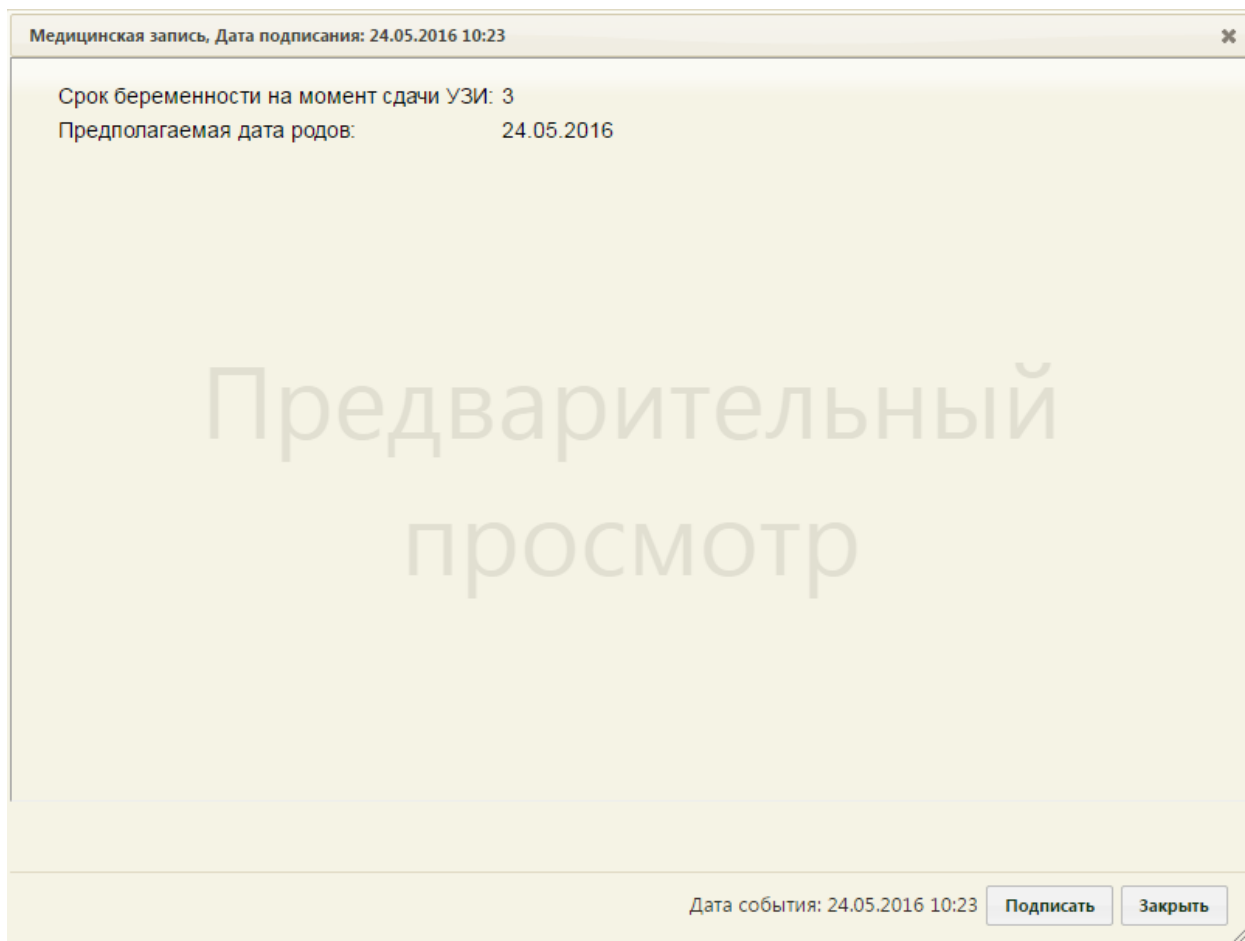 Медицинская запись, Дата подписания: 24.05.2016 10:23
Срок беременности на момент сдачи УЗИ: 3
Предполагаемая дата родов: 24.05.2016
Предварительный
просмотр
Дата события: 24.05.2016 10:23 Подписать Закрыть